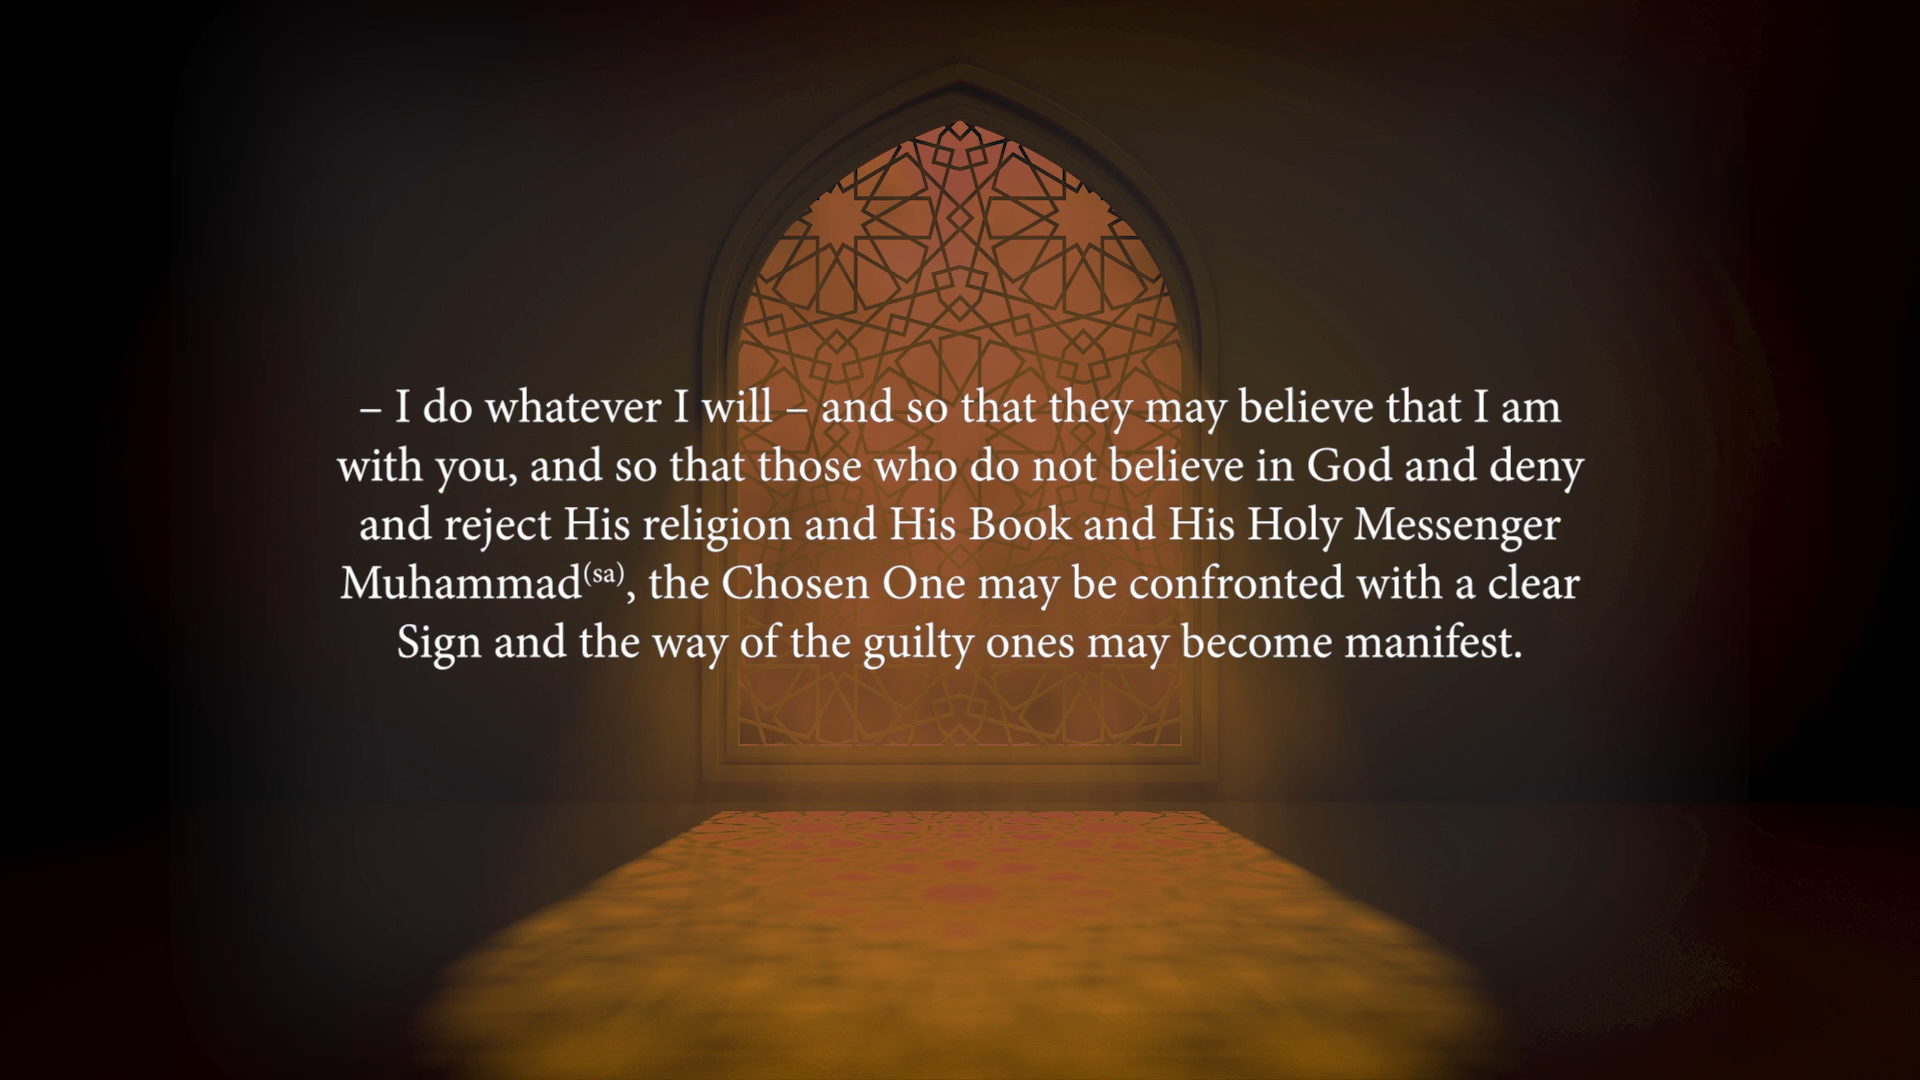 – I do whatever I will – and so that they may believe that I am
with you, and so that those who do not believe in God and deny
and reject His religion and His Book and His Holy Messenger
Muhammad(sa), the Chosen One may be confronted with a clear
Sign and the way of the guilty ones may become manifest.